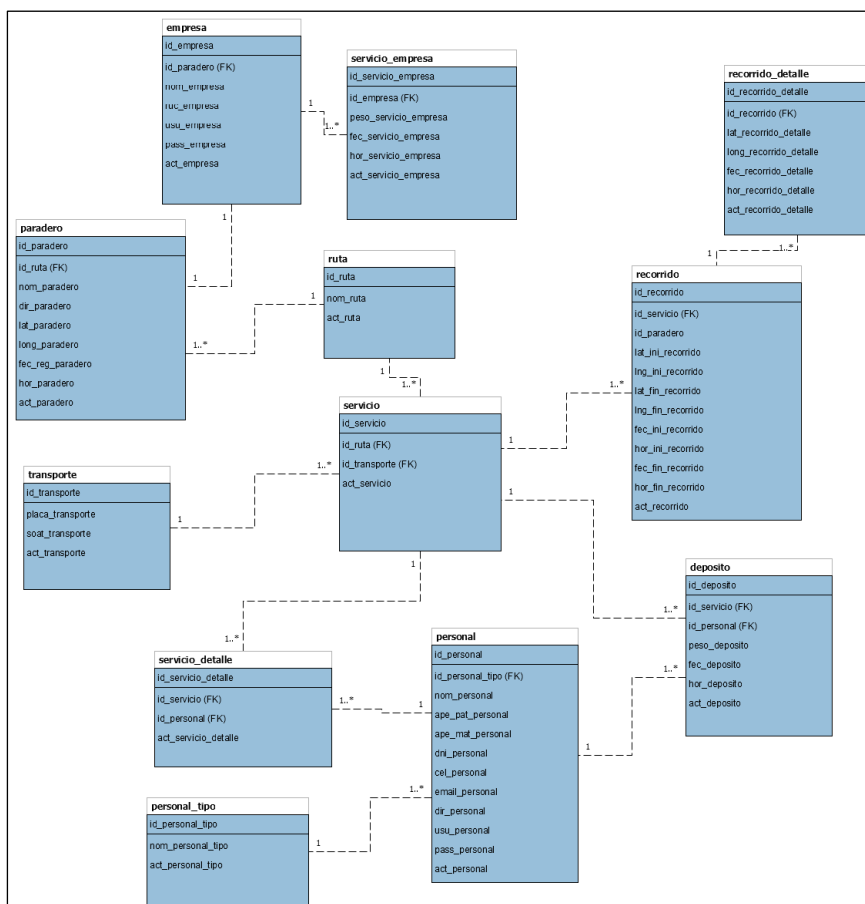 empresa
id_empresa
id_paradero (FK)
nom_empresa
ruc_empresa
usu_empresa
pass_empresa
act_empresa
1
1..*
servicio_empresa
id_servicio_empresa
id_empresa (FK)
peso_servicio_empresa
fec_servicio_empresa
hor_servicio_empresa
act_servicio_empresa
recorrido_detalle
id_recorrido_detalle
id_recorrido (FK)
lat_recorrido_detalle
long_recorrido_detalle
fec_recorrido_detalle
hor_recorrido_detalle
act_recorrido_detalle
1
1..*
1
1
paradero
id_paradero
id_ruta (FK)
nom_paradero
dir_paradero
lat_paradero
long_paradero
fec_reg_paradero
hor_paradero
act_paradero
1..*
1
ruta
id_ruta
nom_ruta
act_ruta
1
1..*
recorrido
id_recorrido
id_servicio (FK)
id_paradero
lat_ini_recorrido
lng_ini_recorrido
lat_fin_recorrido
lng_fin_recorrido
fec_ini_recorrido
hor_ini_recorrido
fec_fin_recorrido
hor_fin_recorrido
act_recorrido
servicio
id_servicio
id_ruta (FK)
id_transporte (FK)
act_servicio
1
1..*
1
1..*
1
1..*
transporte
id_transporte
placa_transporte
soat_transporte
act_transporte
1
1..*
deposito
id_deposito
id_servicio (FK)
id_personal (FK)
peso_deposito
fec_deposito
hor_deposito
act_deposito
servicio_detalle
id_servicio_detalle
id_servicio (FK)
id_personal (FK)
act_servicio_detalle
1..*
1
personal
id_personal
id_personal_tipo (FK)
nom_personal
ape_pat_personal
ape_mat_personal
dni_personal
cel_personal
email_personal
dir_personal
usu_personal
pass_personal
act_personal
1
1..*
personal_tipo
id_personal_tipo
nom_personal_tipo
act_personal_tipo
1
1..*